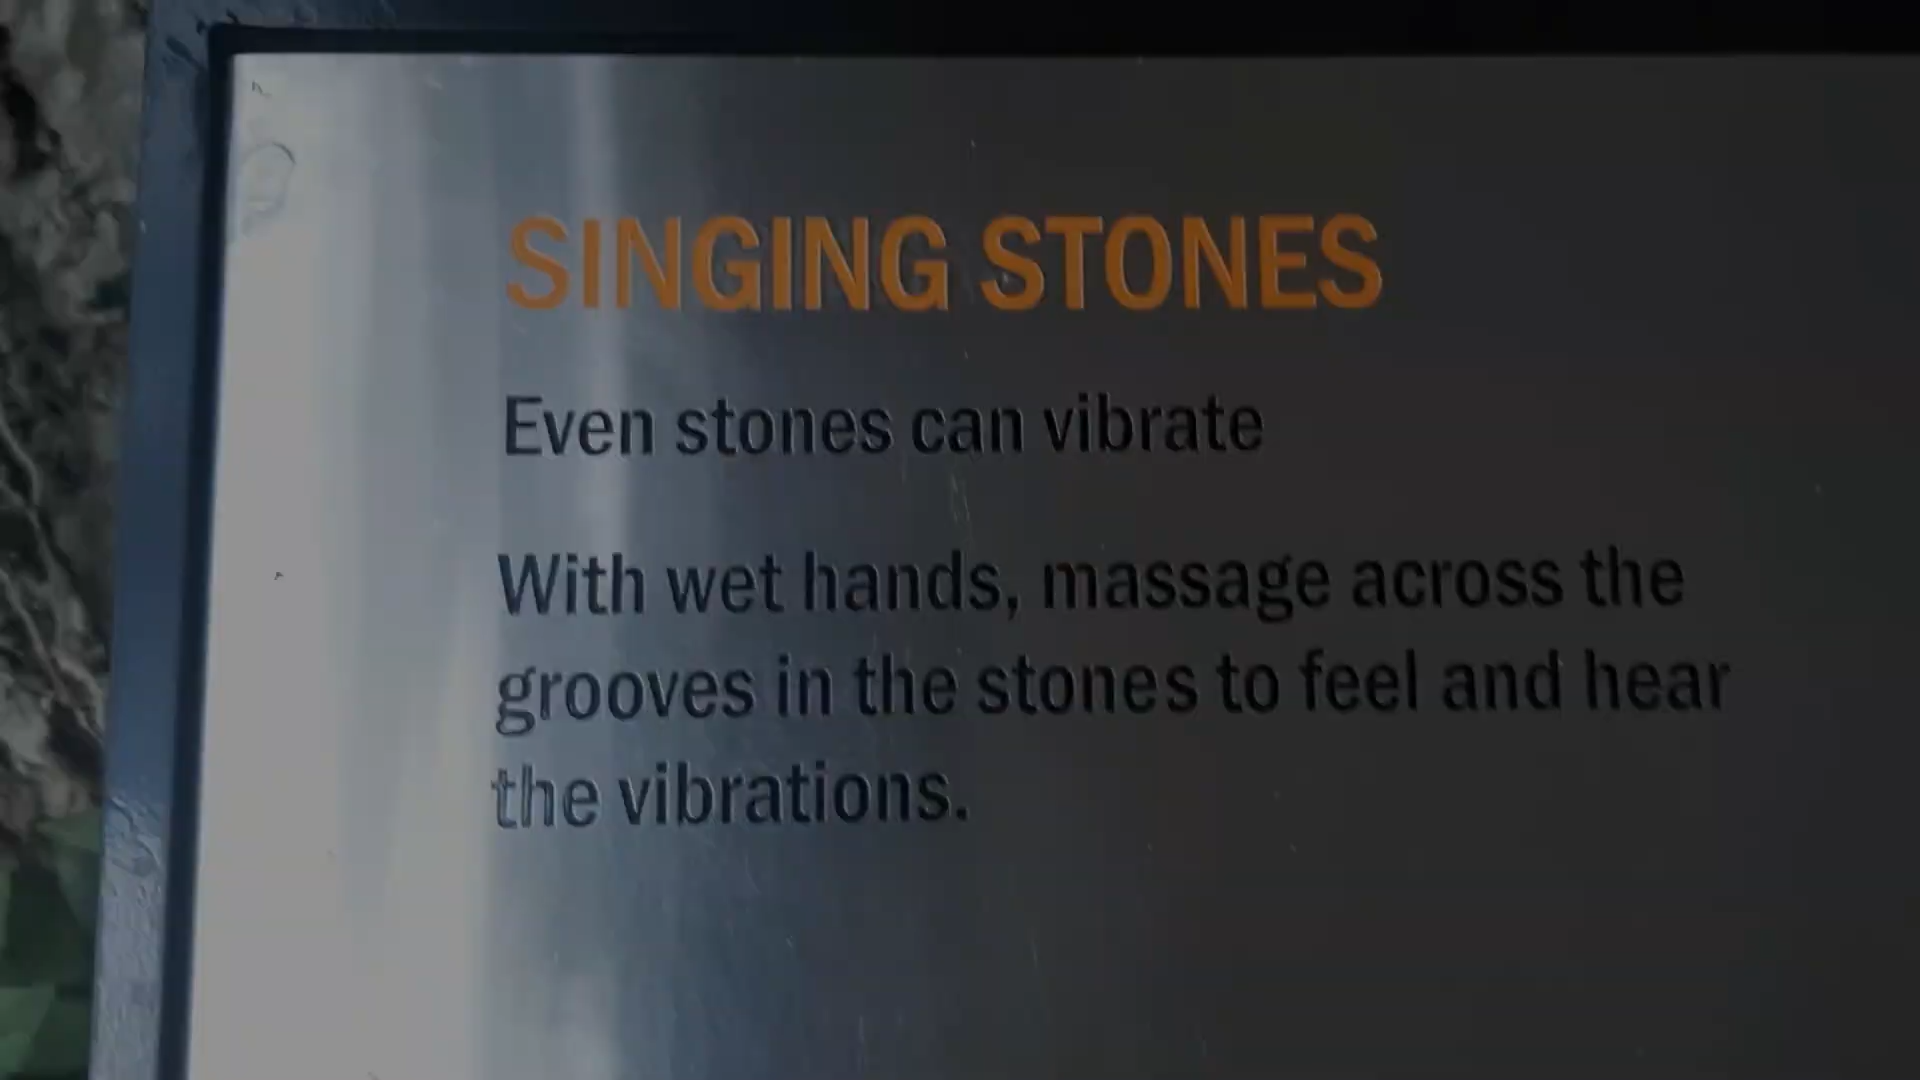 SINGING STONES
Even stones can vibrate
With wet hands, massage across the
grooves in the stones to feel and hear
the vibrations.